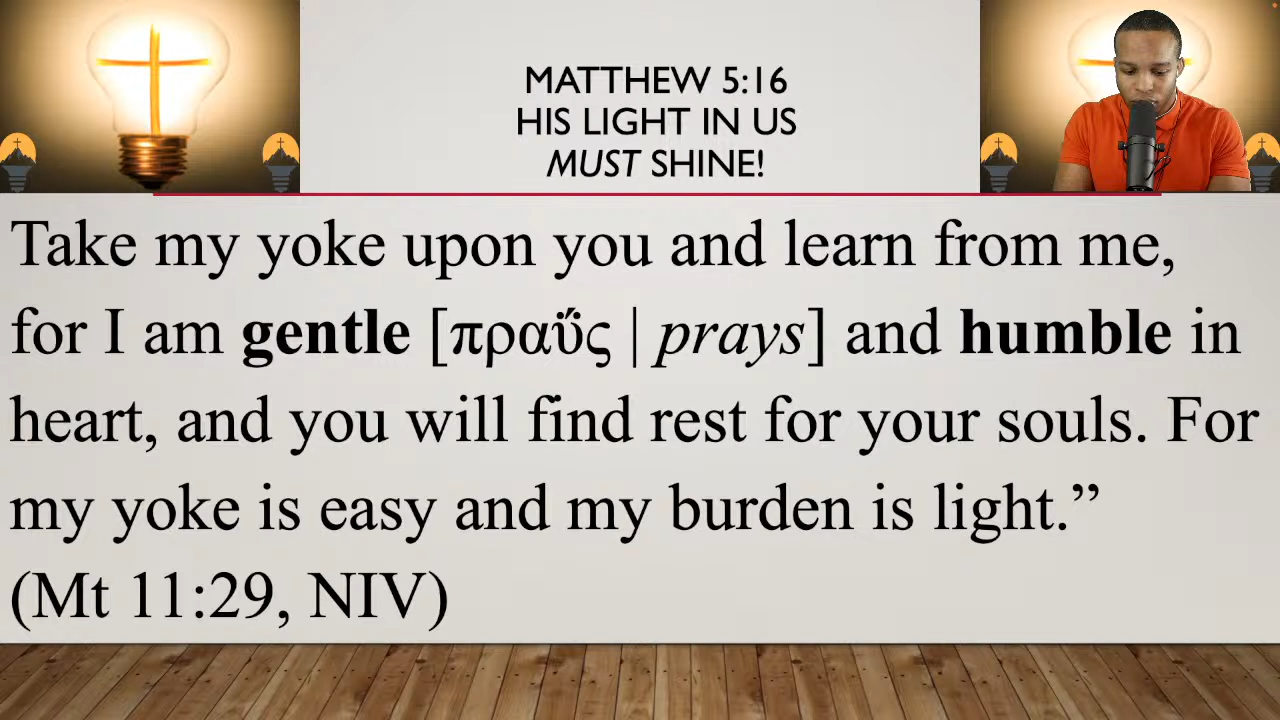 MATTHEW 5:16
HIS LIGHT IN US
MUST SHINE!
Take my yoke upon you and learn from me,
for I am gentle [πραΰς | prays] and humble in
heart, and you will find rest for your souls. For
my yoke is easy and my burden is light.”
(Mt 11:29, NIV)